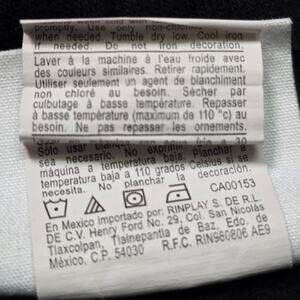 promptly. Use only non-chlorine
when needed. Tumble dry low. Cool iron
if needed. Do not iron decoration.
Laver à la machine à l'eau froide avec
des couleurs similaires. Retirer rapidement.
Utiliser seulement un agent de blanchiment
non chloré au besoin. Sécher par
culbutage à basse température. Repasser
à basse température (maximum de 110 °c) au
besoin. Ne pas repasser les ornements.
Sólo usar blanqueador
sea necesario. No exprimir
máquina a temperatura baja. Planchar a
temperatura baja a 110 grados Celsius si se
necesita. No planchar decoración.
CA00153
En Mexico importado por: RINPLAY S. DE R.L.
DE C.V. Henry Ford No. 29, Col. San Nicolás
Tlaxcolpan, Tlalnepantla de Baz, Edo. de
México, C.P. 54030 R.F.C. RIN960806 AE9